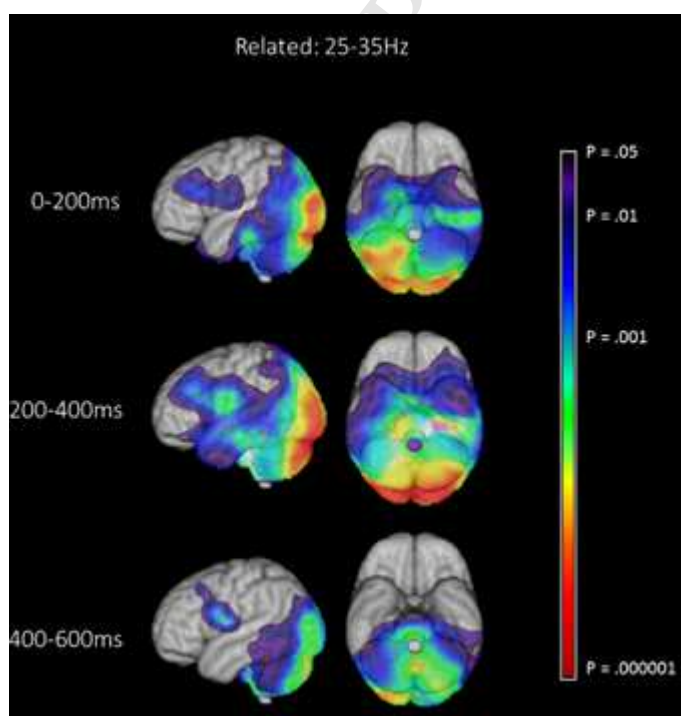 Related: 25-35Hz
P = .05
0-200ms
P = .01
P = .001
200-400ms
400-600ms
P = .000001